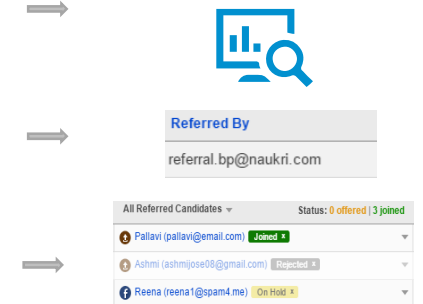 Referred By
referral.bp@naukri.com
All Referred Candidates Status: 0 offered | 3 joined
Pallavi (pallavi@email.com) Joined x
Ashmi (ashmijose08@gmail.com) Rejected x
Reena (reena1@spam4.me) On Hold x